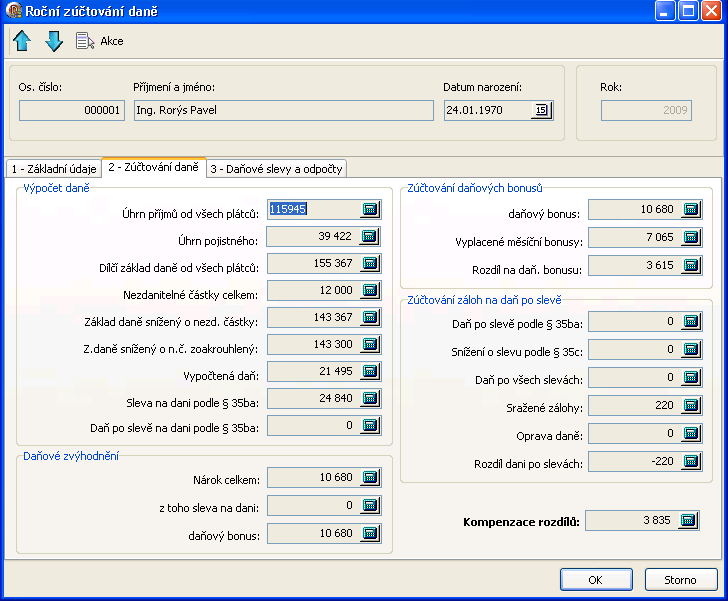 Roční zúčtování daně
Akce
Os. číslo: Příjmení a jméno: Datum narození: Rok:
000001 Ing. Rorýs Pavel 24.01.1970 15 2009
1 - Základní údaje 2 - Zúčtování daně 3 - Daňové slevy a odpočty
Výpočet daně
Úhrn příjmů od všech plátců: 115945
Úhrn pojistného: 39 422
Dílčí základ daně od všech plátců: 155 367
Nezdanitelné částky celkem: 12 000
Základ daně snížený o nezd. částky: 143 367
Z.daně snížený o n.č. zoakrouhlený: 143 300
Vypočtená daň: 21 495
Sleva na dani podle § 35ba: 24 840
Daň po slevě na dani podle § 35ba: 0
Daňové zvýhodnění
Nárok celkem: 10 680
z toho sleva na dani: 0
daňový bonus: 10 680
Zúčtování daňových bonusů
daňový bonus: 10 680
Vyplacené měsíční bonusy: 7 065
Rozdíl na daň. bonusu: 3 615
Zúčtování záloh na daň po slevě
Daň po slevě podle § 35ba: 0
Snížení o slevu podle § 35c: 0
Daň po všech slevách: 0
Sražené zálohy: 220
Oprava daně: 0
Rozdíl dani po slevách: -220
Kompenzace rozdílů: 3 835
OK Storno